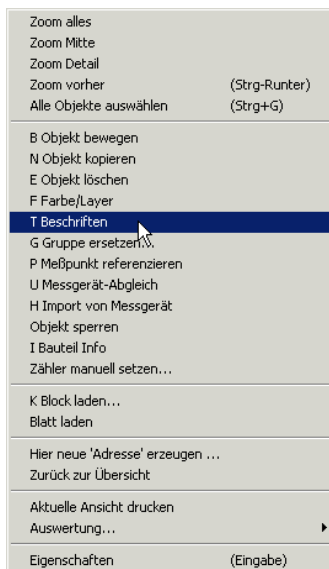 Zoom alles
Zoom Mitte
Zoom Detail
Zoom vorher (Strg-Runter)
Alle Objekte auswählen (Strg+G)
B Objekt bewegen
N Objekt kopieren
E Objekt löschen
F Farbe/Layer
T Beschriften
G Gruppe ersetzen...
P Meßpunkt referenzieren
U Messgerät-Abgleich
H Import von Messgerät
Objekt sperren
I Bauteil Info
Zähler manuell setzen...
K Block laden...
Blatt laden
Hier neue 'Adresse' erzeugen ...
Zurück zur Übersicht
Aktuelle Ansicht drucken
Auswertung...
Eigenschaften (Eingabe)